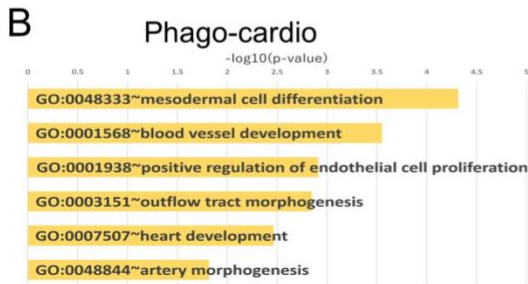 B
Phago-cardio
-log10(p-value)
0 0.5 1 1.5 2 2.5 3 3.5 4 4.5 5
GO:0048333~mesodermal cell differentiation
GO:0001568~blood vessel development
GO:0001938~positive regulation of endothelial cell proliferation
GO:0003151~outflow tract morphogenesis
GO:0007507~heart development
GO:0048844~artery morphogenesis